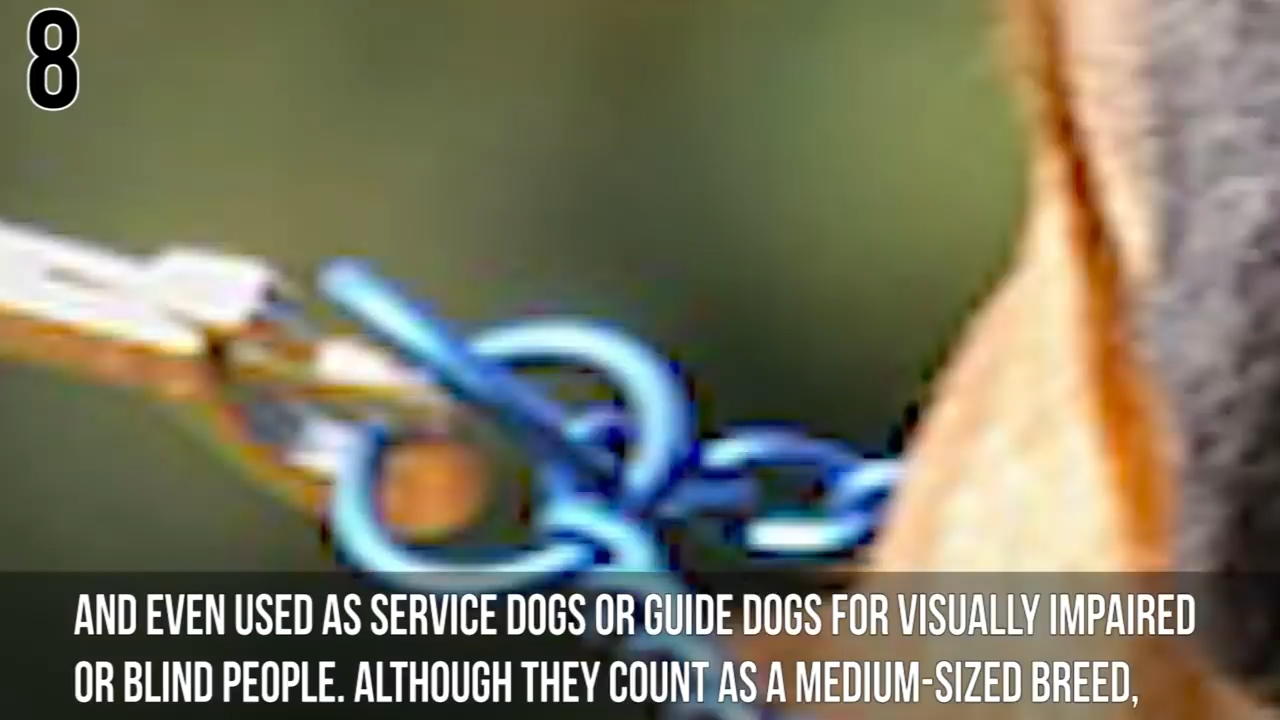 8
AND EVEN USED AS SERVICE DOGS OR GUIDE DOGS FOR VISUALLY IMPAIRED
OR BLIND PEOPLE. ALTHOUGH THEY COUNT AS A MEDIUM-SIZED BREED,